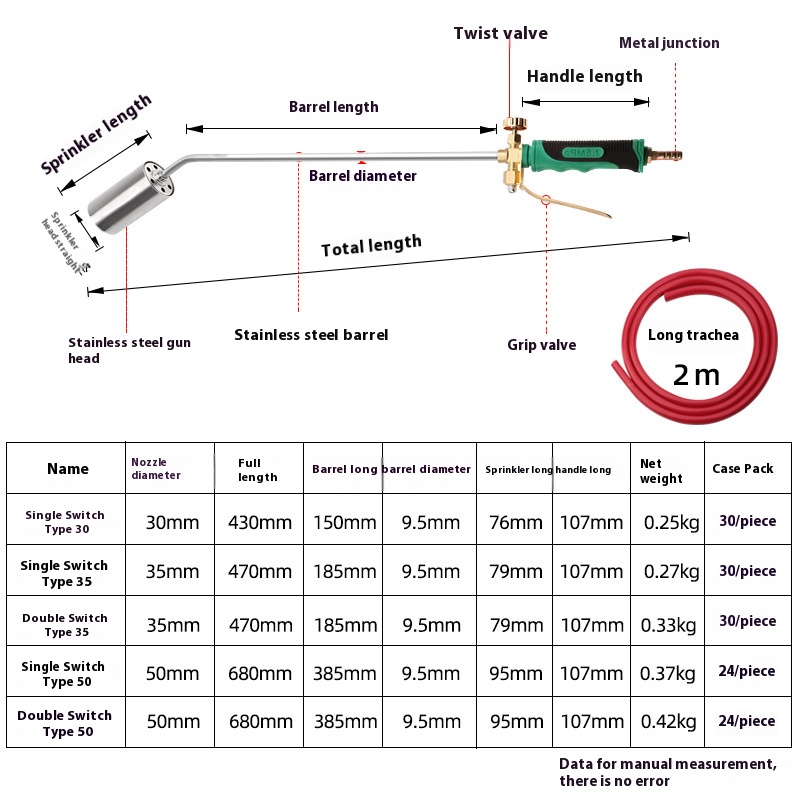 Twist valve
Metal junction
Handle length
Barrel length
Sprinkler length
Barrel diameter
Sprinkler
head straight
Total length
Stainless steel gun
head
Stainless steel barrel
Grip valve
Long trachea
2m
Name Nozzle diameter Full length Barrel long barrel diameter Sprinkler long handle long Net weight Case Pack
Single Switch Type 30 30mm 430mm 150mm 9.5mm 76mm 107mm 0.25kg 30/piece
Single Switch Type 35 35mm 470mm 185mm 9.5mm 79mm 107mm 0.27kg 30/piece
Double Switch Type 35 35mm 470mm 185mm 9.5mm 79mm 107mm 0.33kg 30/piece
Single Switch Type 50 50mm 680mm 385mm 9.5mm 95mm 107mm 0.37kg 24/piece
Double Switch Type 50 50mm 680mm 385mm 9.5mm 95mm 107mm 0.42kg 24/piece
Data for manual measurement,
there is no error